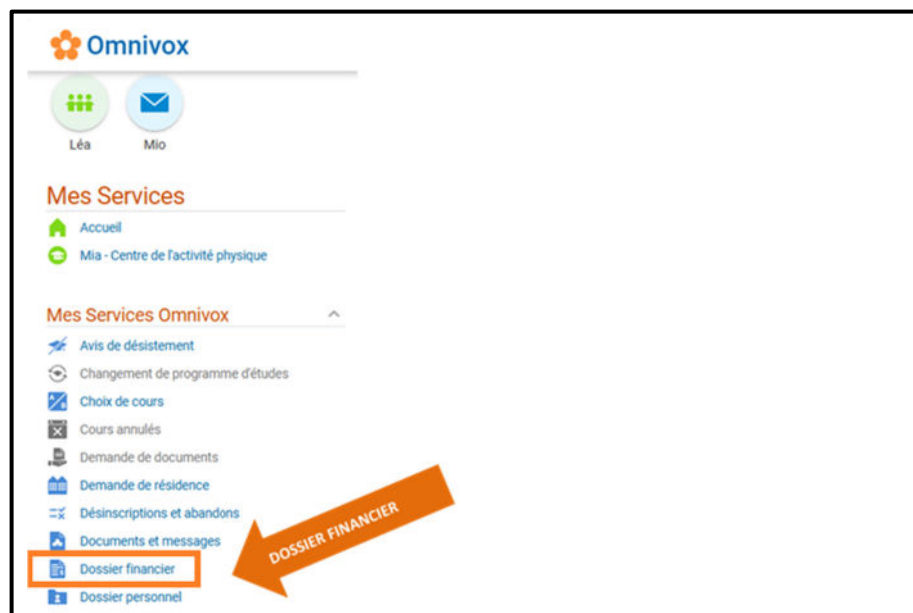 Omnivox
Léa Mio
Mes Services
Accueil
Mia - Centre de l'activité physique
Mes Services Omnivox
Avis de désistement
Changement de programme d'études
Choix de cours
Cours annulés
Demande de documents
Demande de résidence
Désinscriptions et abandons
Documents et messages
DOSSIER FINANCIER
Dossier financier
Dossier personnel